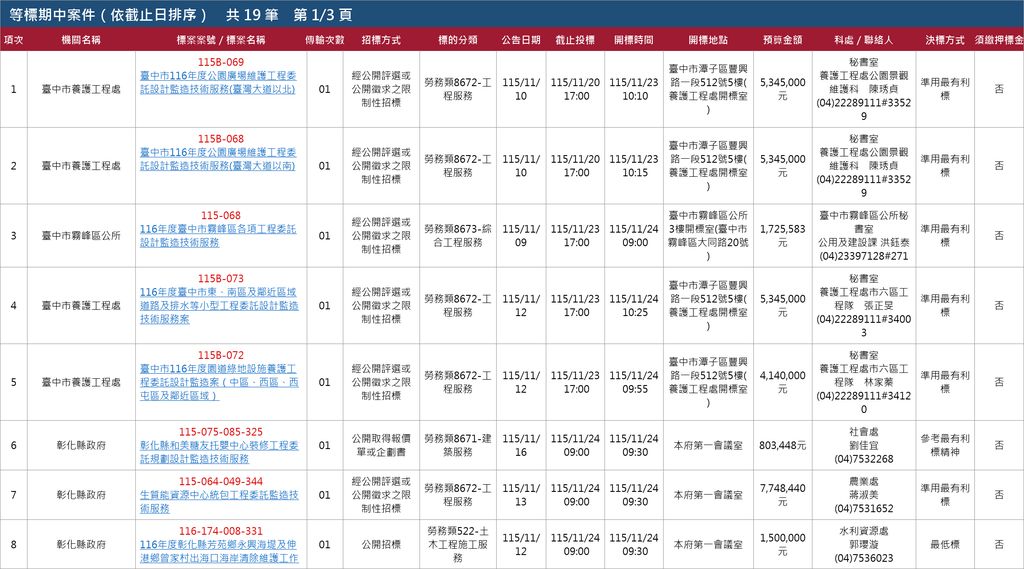 等標期中案件（依截止日排序）　共 19 筆　第 1/3 頁
項次 機關名稱 標案案號 / 標案名稱 傳輸次數 招標方式 標的分類 公告日期 截止投標 開標時間 開標地點 預算金額 科處 / 聯絡人 決標方式 須繳押標金
1
臺中市養護工程處
115B-069
臺中市116年度公園廣場維護工程委
託設計監造技術服務(臺灣大道以北)
01
經公開評選或
公開徵求之限
制性招標
勞務類8672-工
程服務
115/11/
10
115/11/20
17:00
115/11/23
10:10
臺中市潭子區豐興
路一段512號5樓(
養護工程處開標室
)
5,345,000
元
秘書室
養護工程處公園景觀
維護科　陳琇貞
(04)22289111#3352
9
準用最有利
標
否
2
臺中市養護工程處
115B-068
臺中市116年度公園廣場維護工程委
託設計監造技術服務(臺灣大道以南)
01
經公開評選或
公開徵求之限
制性招標
勞務類8672-工
程服務
115/11/
10
115/11/20
17:00
115/11/23
10:15
臺中市潭子區豐興
路一段512號5樓(
養護工程處開標室
)
5,345,000
元
秘書室
養護工程處公園景觀
維護科　陳琇貞
(04)22289111#3352
9
準用最有利
標
否
3
臺中市霧峰區公所
115-068
116年度臺中市霧峰區各項工程委託
設計監造技術服務
01
經公開評選或
公開徵求之限
制性招標
勞務類8673-綜
合工程服務
115/11/
09
115/11/23
17:00
115/11/24
09:00
臺中市霧峰區公所
3樓開標室(臺中市
霧峰區大同路20號
)
1,725,583
元
臺中市霧峰區公所秘
書室
公用及建設課 洪鈺泰
(04)23397128#271
準用最有利
標
否
4
臺中市養護工程處
115B-073
116年度臺中市東、南區及鄰近區域
道路及排水等小型工程委託設計監造
技術服務案
01
經公開評選或
公開徵求之限
制性招標
勞務類8672-工
程服務
115/11/
12
115/11/23
17:00
115/11/24
10:25
臺中市潭子區豐興
路一段512號5樓(
養護工程處開標室
)
5,345,000
元
秘書室
養護工程處市六區工
程隊　張正旻
(04)22289111#3400
3
準用最有利
標
否
5
臺中市養護工程處
115B-072
臺中市116年度園道綠地設施養護工
程委託設計監造案（中區、西區、西
屯區及鄰近區域）
01
經公開評選或
公開徵求之限
制性招標
勞務類8672-工
程服務
115/11/
12
115/11/23
17:00
115/11/24
09:55
臺中市潭子區豐興
路一段512號5樓(
養護工程處開標室
)
4,140,000
元
秘書室
養護工程處市六區工
程隊　林家蓁
(04)22289111#3412
0
準用最有利
標
否
6
彰化縣政府
115-075-085-325
彰化縣和美糖友托嬰中心裝修工程委
託規劃設計監造技術服務
01
公開取得報價
單或企劃書
勞務類8671-建
築服務
115/11/
16
115/11/24
09:00
115/11/24
09:30
本府第一會議室
803,448元
社會處
劉佳宜
(04)7532268
參考最有利
標精神
否
7
彰化縣政府
115-064-049-344
生質能資源中心統包工程委託監造技
術服務
01
經公開評選或
公開徵求之限
制性招標
勞務類8672-工
程服務
115/11/
13
115/11/24
09:00
115/11/24
09:30
本府第一會議室
7,748,440
元
農業處
蔣淑美
(04)7531652
準用最有利
標
否
8
彰化縣政府
116-174-008-331
116年度彰化縣芳苑鄉永興海堤及伸
港鄉曾家村出海口海岸清除維護工作
01
公開招標
勞務類522-土
木工程施工服
務
115/11/
12
115/11/24
09:00
115/11/24
09:30
本府第一會議室
1,500,000
元
水利資源處
郭瓔漩
(04)7536023
最低標
否